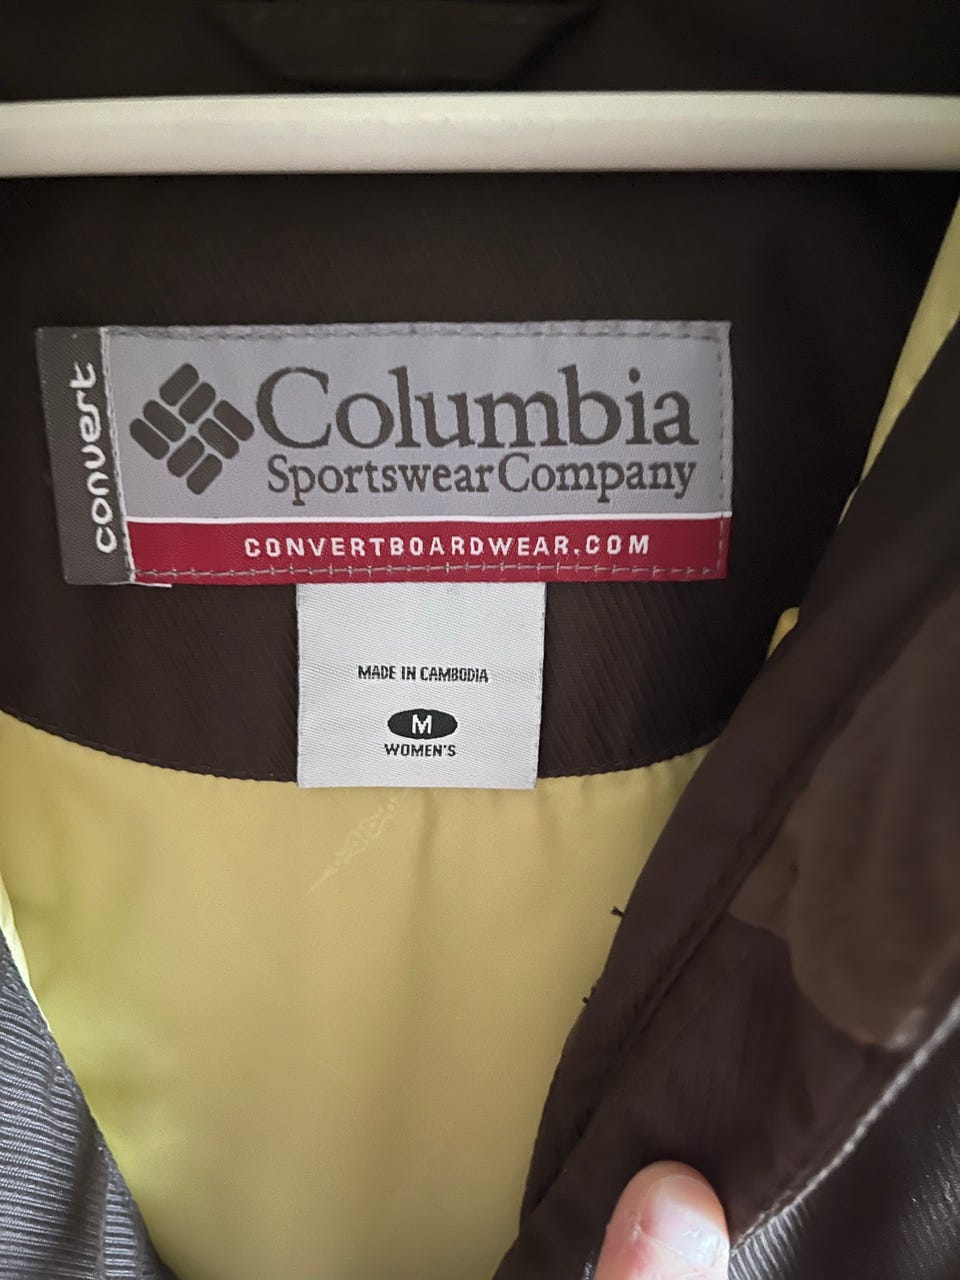 convert
Columbia
Sportswear Company
CONVERTBOARDWEAR.COM
MADE IN CAMBODIA
M
WOMEN'S